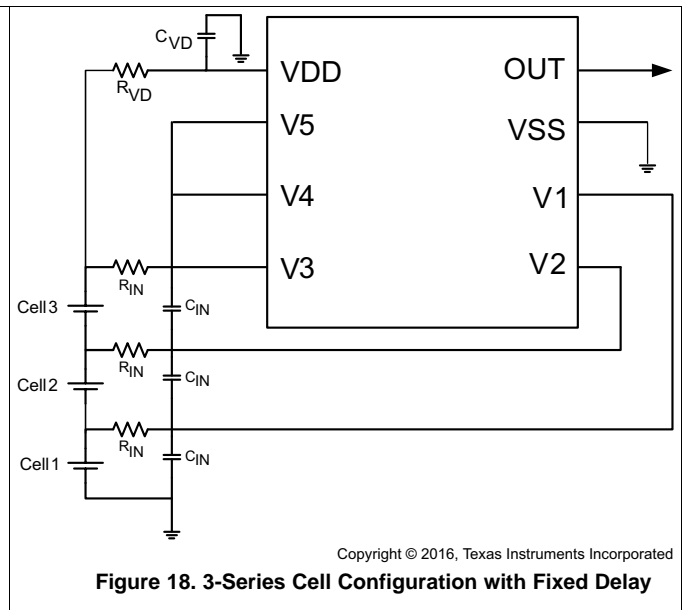 CVD
RVD
VDD
OUT
V5
VSS
V4
V1
V3
V2
RIN
Cell3
CIN
RIN
Cell2
CIN
RIN
Cell1
CIN
Copyright © 2016, Texas Instruments Incorporated
Figure 18. 3-Series Cell Configuration with Fixed Delay